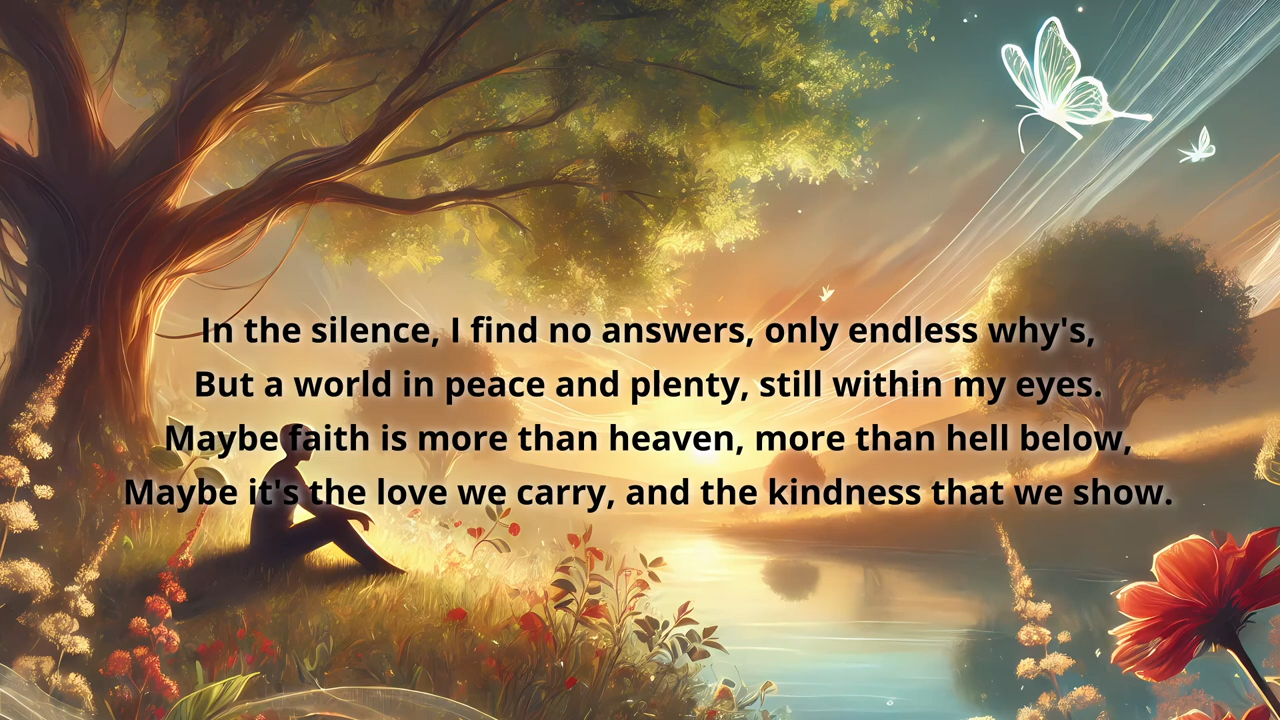 In the silence, I find no answers, only endless why's,
But a world in peace and plenty, still within my eyes.
Maybe faith is more than heaven, more than hell below,
Maybe it's the love we carry, and the kindness that we show.